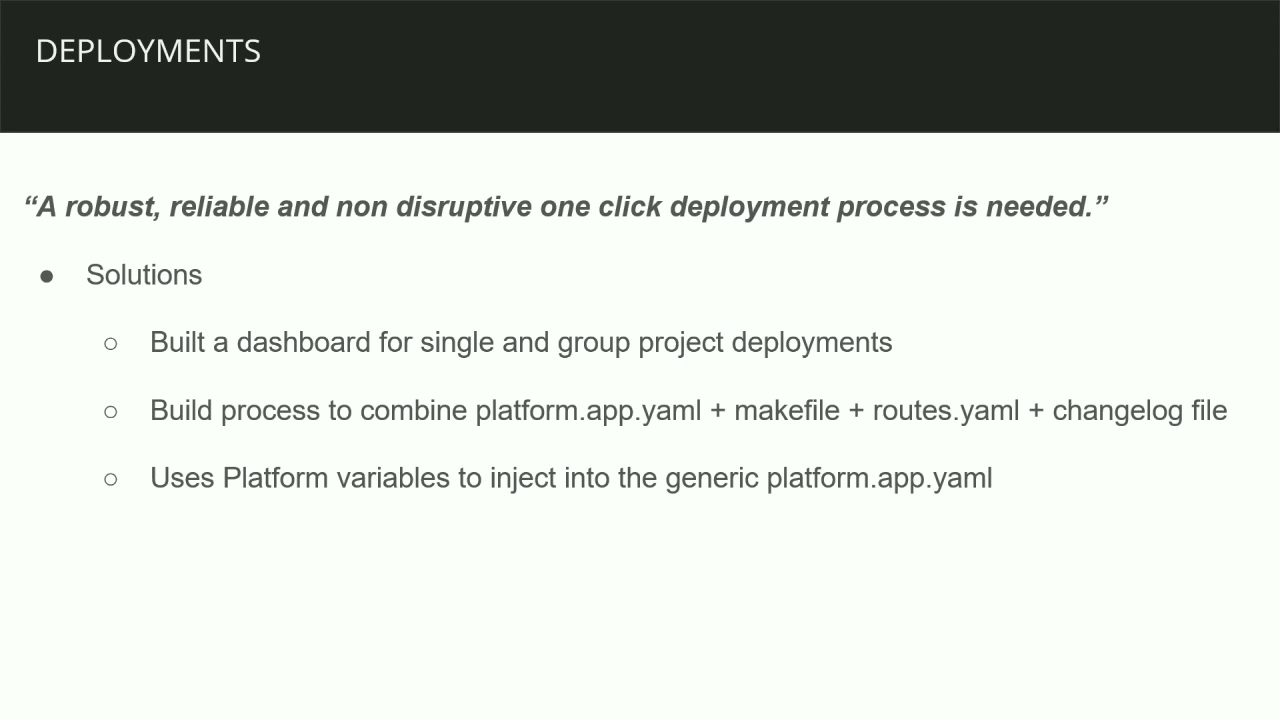 DEPLOYMENTS
“A robust, reliable and non disruptive one click deployment process is needed.”
● Solutions
○ Built a dashboard for single and group project deployments
○ Build process to combine platform.app.yaml + makefile + routes.yaml + changelog file
○ Uses Platform variables to inject into the generic platform.app.yaml